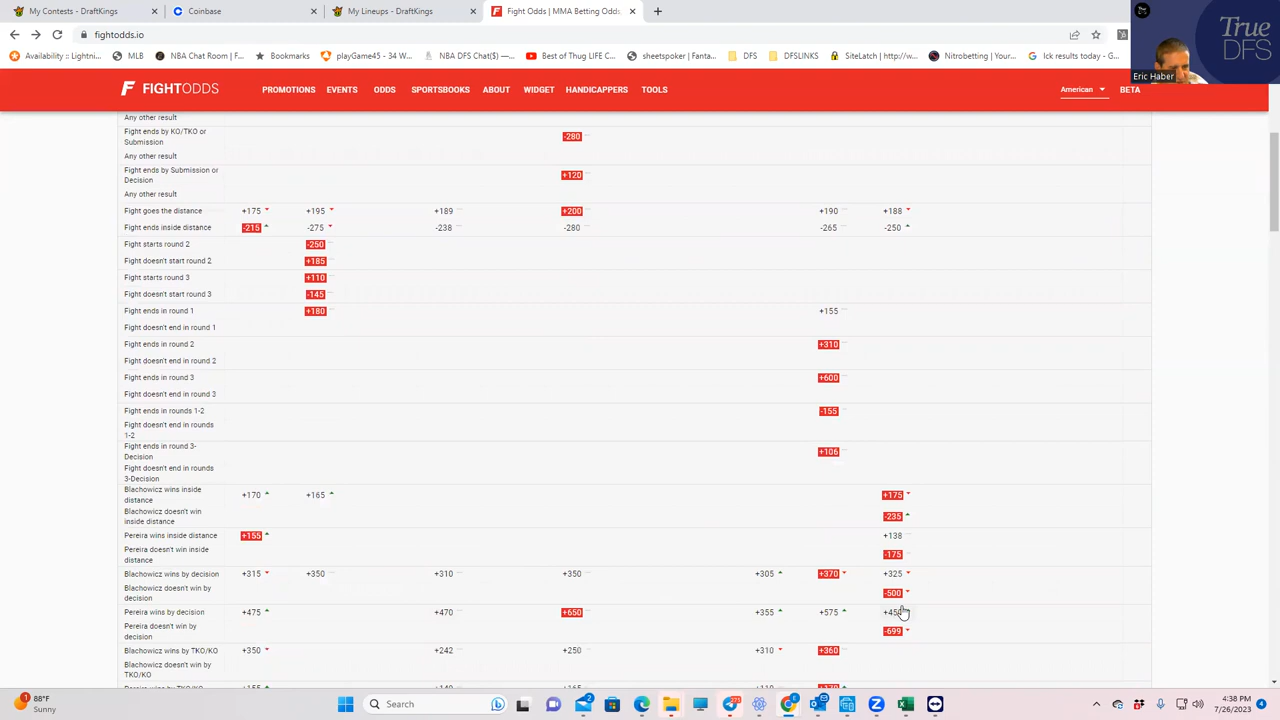 My Contests - DraftKings
Coinbase
My Lineups - DraftKings
Fight Odds | MMA Betting Odds
fightodds.io
Availability :: Lightni...
MLB
NBA Chat Room | F...
Bookmarks
playGame45 - 34 W...
NBA DFS Chat($)—...
Best of Thug LIFE C...
sheetspoker | Fanta...
DFS
DFSLINKS
SiteLatch | http://w...
Nitrobetting | Your...
Ick results today - G...
True
DFS
Eric Haber
FIGHTODDS
PROMOTIONS EVENTS ODDS SPORTSBOOKS ABOUT WIDGET HANDICAPPERS TOOLS
American
BETA
Any other result
Fight ends by KO/TKO or
Submission
-280
Any other result
Fight ends by Submission or
Decision
+120
Any other result
Fight goes the distance +175 +195 +189 +200 +190 +188
Fight ends inside distance -215 -275 -238 -280 -265 -250
Fight starts round 2 -250
Fight doesn't start round 2 +185
Fight starts round 3 +110
Fight doesn't start round 3 -145
Fight ends in round 1 +180 +155
Fight doesn't end in round 1
Fight ends in round 2 +310
Fight doesn't end in round 2
Fight ends in round 3 +600
Fight doesn't end in round 3
Fight ends in rounds 1-2 -155
Fight doesn't end in rounds
1-2
Fight ends in round 3-
Decision
+106
Fight doesn't end in rounds
3-Decision
Blachowicz wins inside
distance
+170 +165 +175
Blachowicz doesn't win
inside distance
-235
Pereira wins inside distance +155 +138
Pereira doesn't win inside
distance
-175
Blachowicz wins by decision +315 +350 +310 +350 +305 +370 +325
Blachowicz doesn't win by
decision
-500
Pereira wins by decision +475 +470 +650 +355 +575
Pereira doesn't win by
decision
-699
Blachowicz wins by TKO/KO +350 +242 +250 +310 +360
Blachowicz doesn't win by
TKO/KO
88°F
Sunny
Search
4:38 PM
7/26/2023